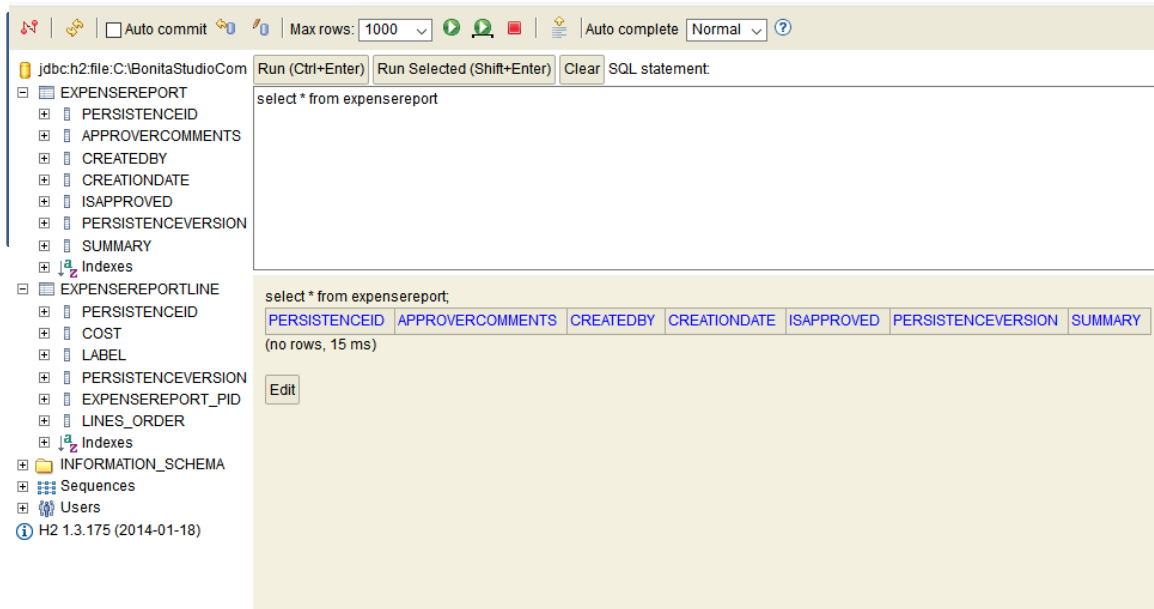 Auto commit Max rows: 1000 Auto complete Normal
jdbc:h2:file:C:\BonitaStudioCom
EXPENSEREPORT
PERSISTENCEID
APPROVERCOMMENTS
CREATEDBY
CREATIONDATE
ISAPPROVED
PERSISTENCEVERSION
SUMMARY
Indexes
EXPENSEREPORTLINE
PERSISTENCEID
COST
LABEL
PERSISTENCEVERSION
EXPENSEREPORT_PID
LINES_ORDER
Indexes
INFORMATION_SCHEMA
Sequences
Users
H2 1.3.175 (2014-01-18)
Run (Ctrl+Enter) Run Selected (Shift+Enter) Clear SQL statement:
select * from expensereport
select * from expensereport;
PERSISTENCEID APPROVERCOMMENTS CREATEDBY CREATIONDATE ISAPPROVED PERSISTENCEVERSION SUMMARY
(no rows, 15 ms)
Edit